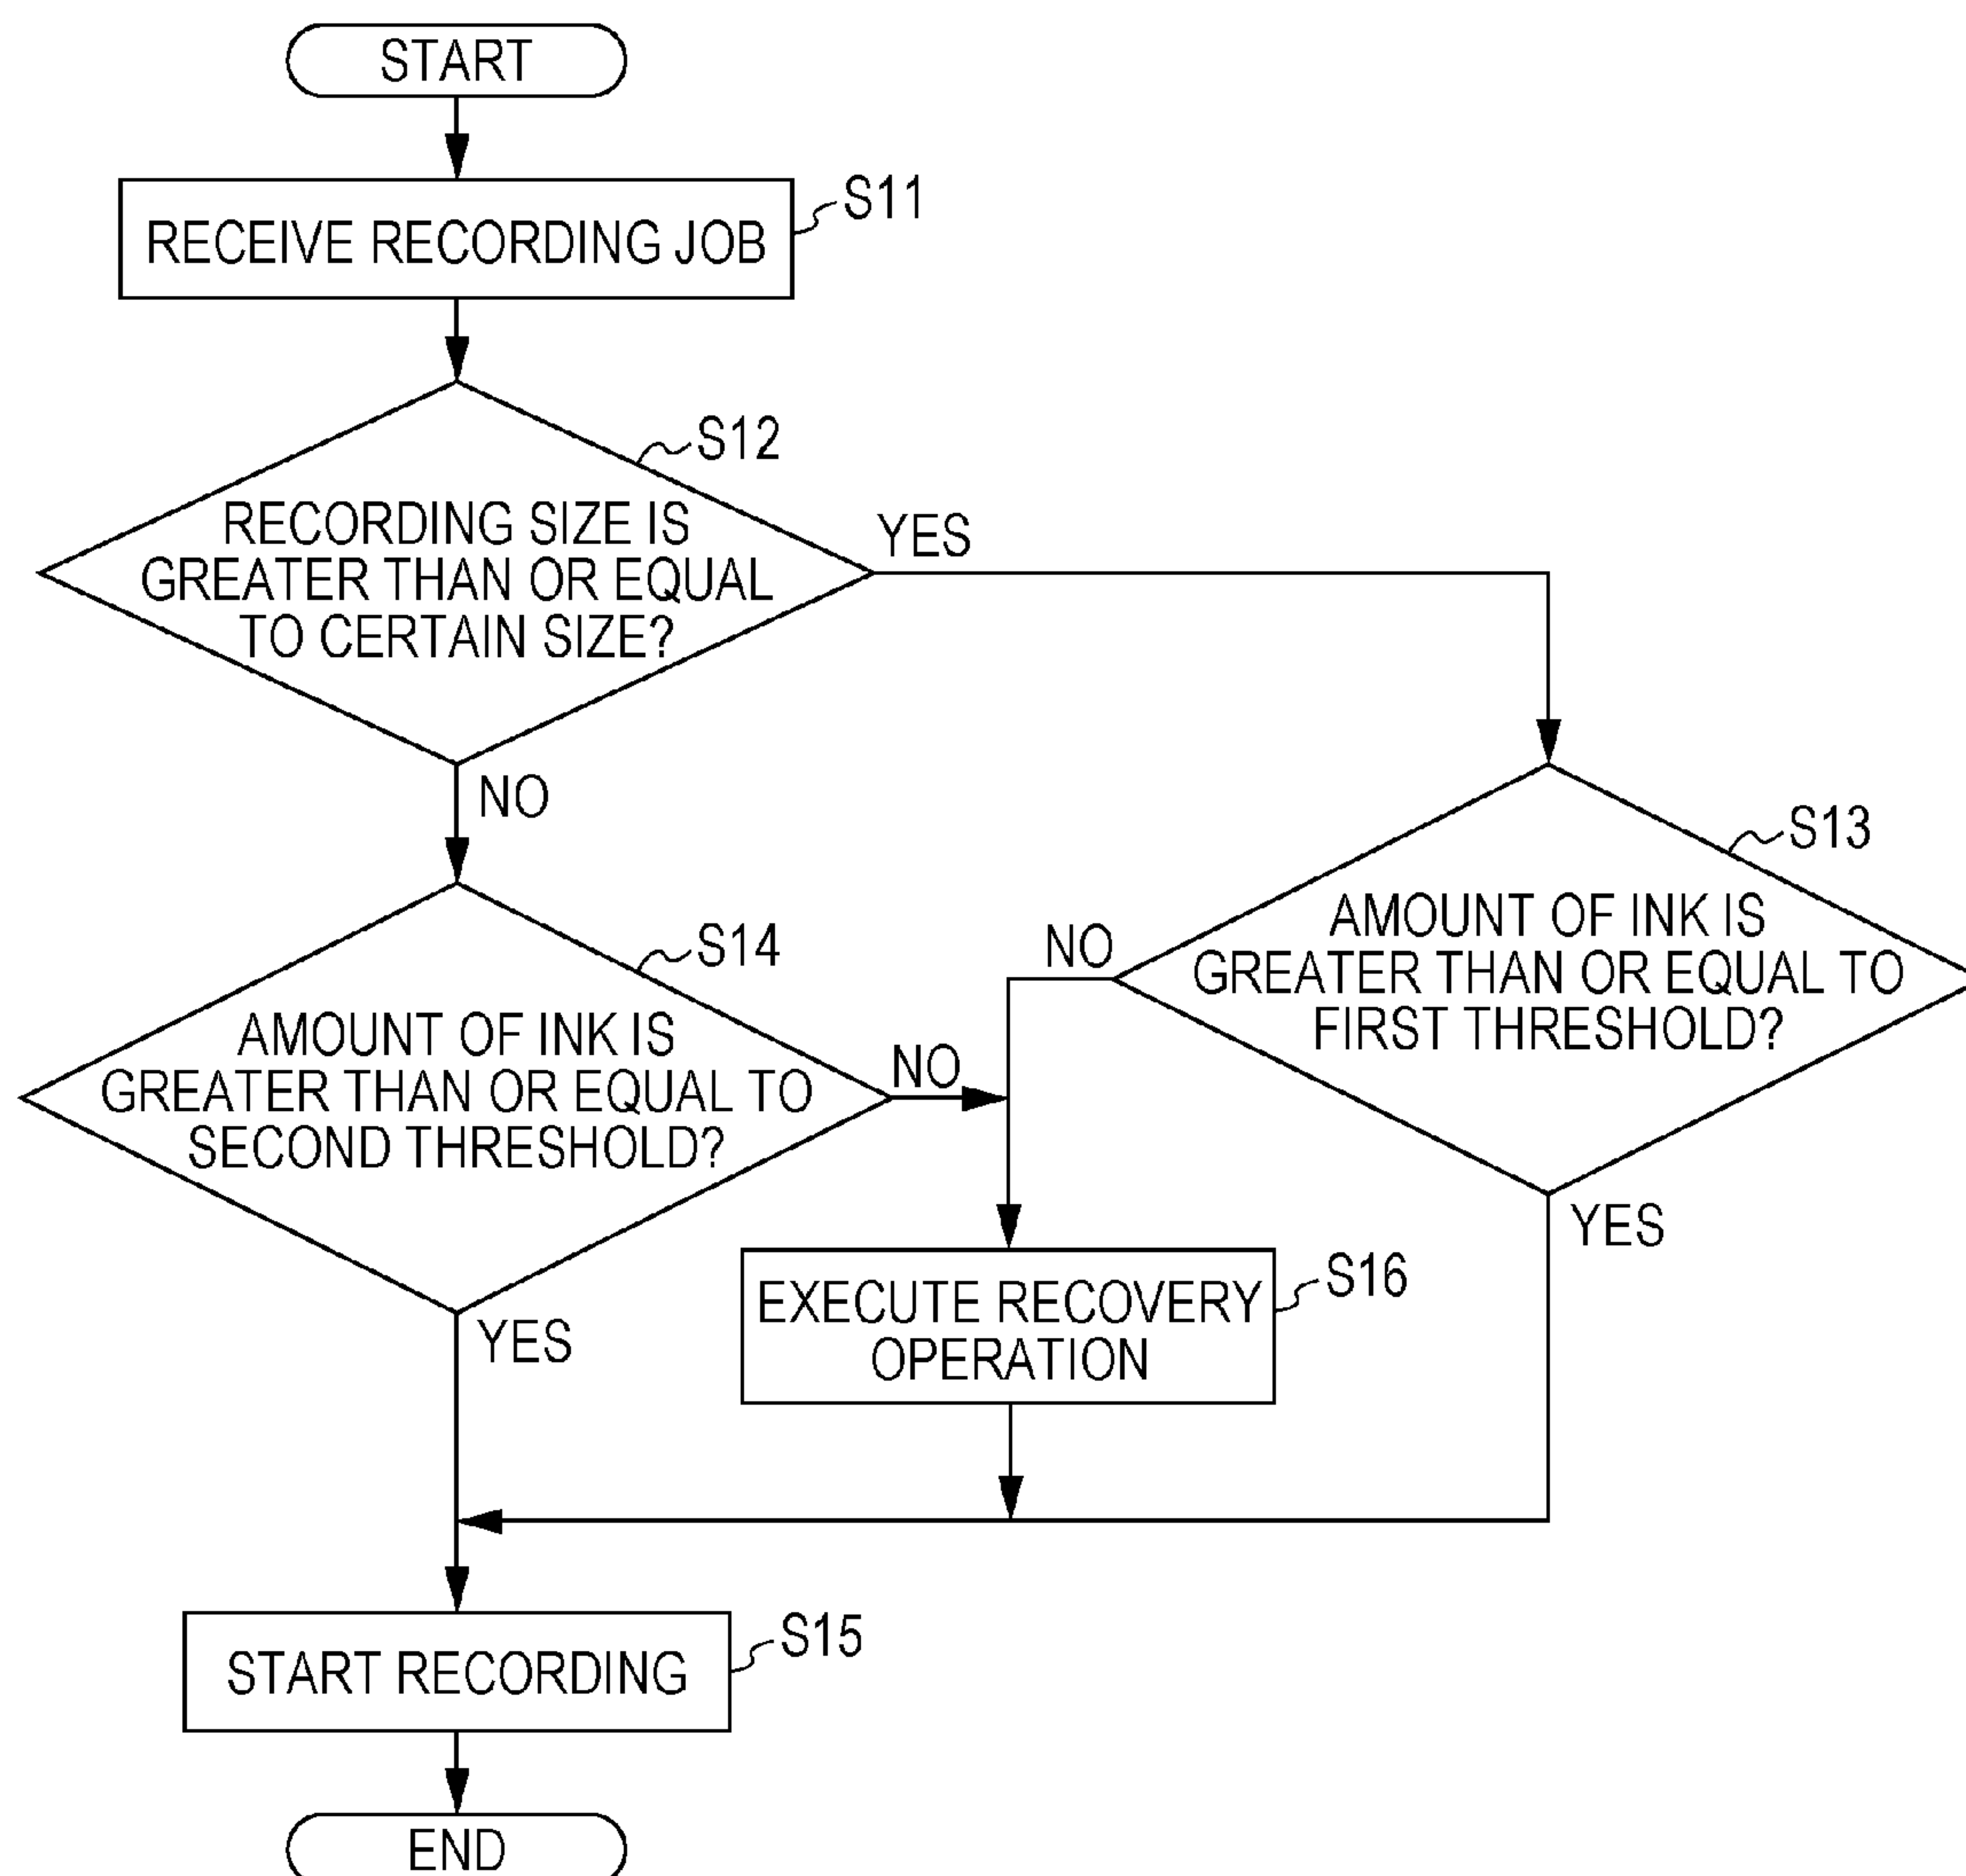 START
RECEIVE RECORDING JOB
S11
S12
RECORDING SIZE IS
GREATER THAN OR EQUAL
TO CERTAIN SIZE?
YES
NO
S13
AMOUNT OF INK IS
GREATER THAN OR EQUAL TO
FIRST THRESHOLD?
NO
YES
S14
AMOUNT OF INK IS
GREATER THAN OR EQUAL TO
SECOND THRESHOLD?
NO
YES
EXECUTE RECOVERY
OPERATION
S16
START RECORDING
S15
END